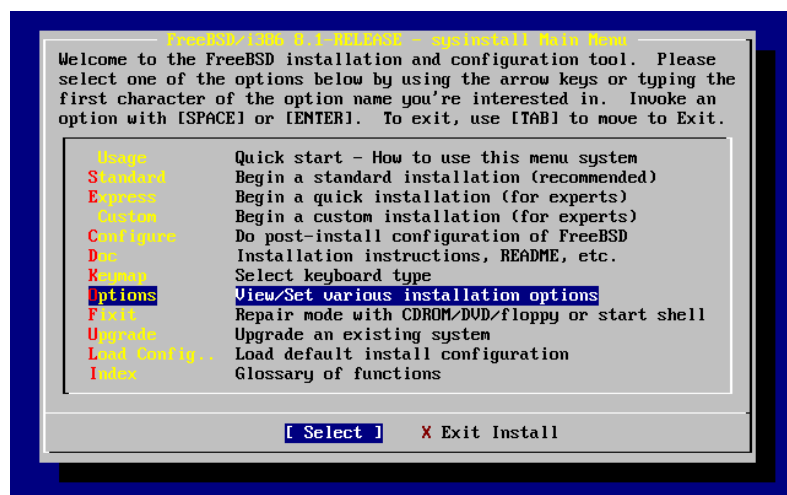 FreeBSD/i386 8.1-RELEASE - sysinstall Main Menu
Welcome to the FreeBSD installation and configuration tool.  Please
select one of the options below by using the arrow keys or typing the
first character of the option name you're interested in.  Invoke an
option with [SPACE] or [ENTER].  To exit, use [TAB] to move to Exit.
Usage Quick start - How to use this menu system
Standard Begin a standard installation (recommended)
Express Begin a quick installation (for experts)
Custom Begin a custom installation (for experts)
Configure Do post-install configuration of FreeBSD
Doc Installation instructions, README, etc.
Keymap Select keyboard type
Options View/Set various installation options
Fixit Repair mode with CDROM/DVD/floppy or start shell
Upgrade Upgrade an existing system
Load Config.. Load default install configuration
Index Glossary of functions
[ Select ] X Exit Install